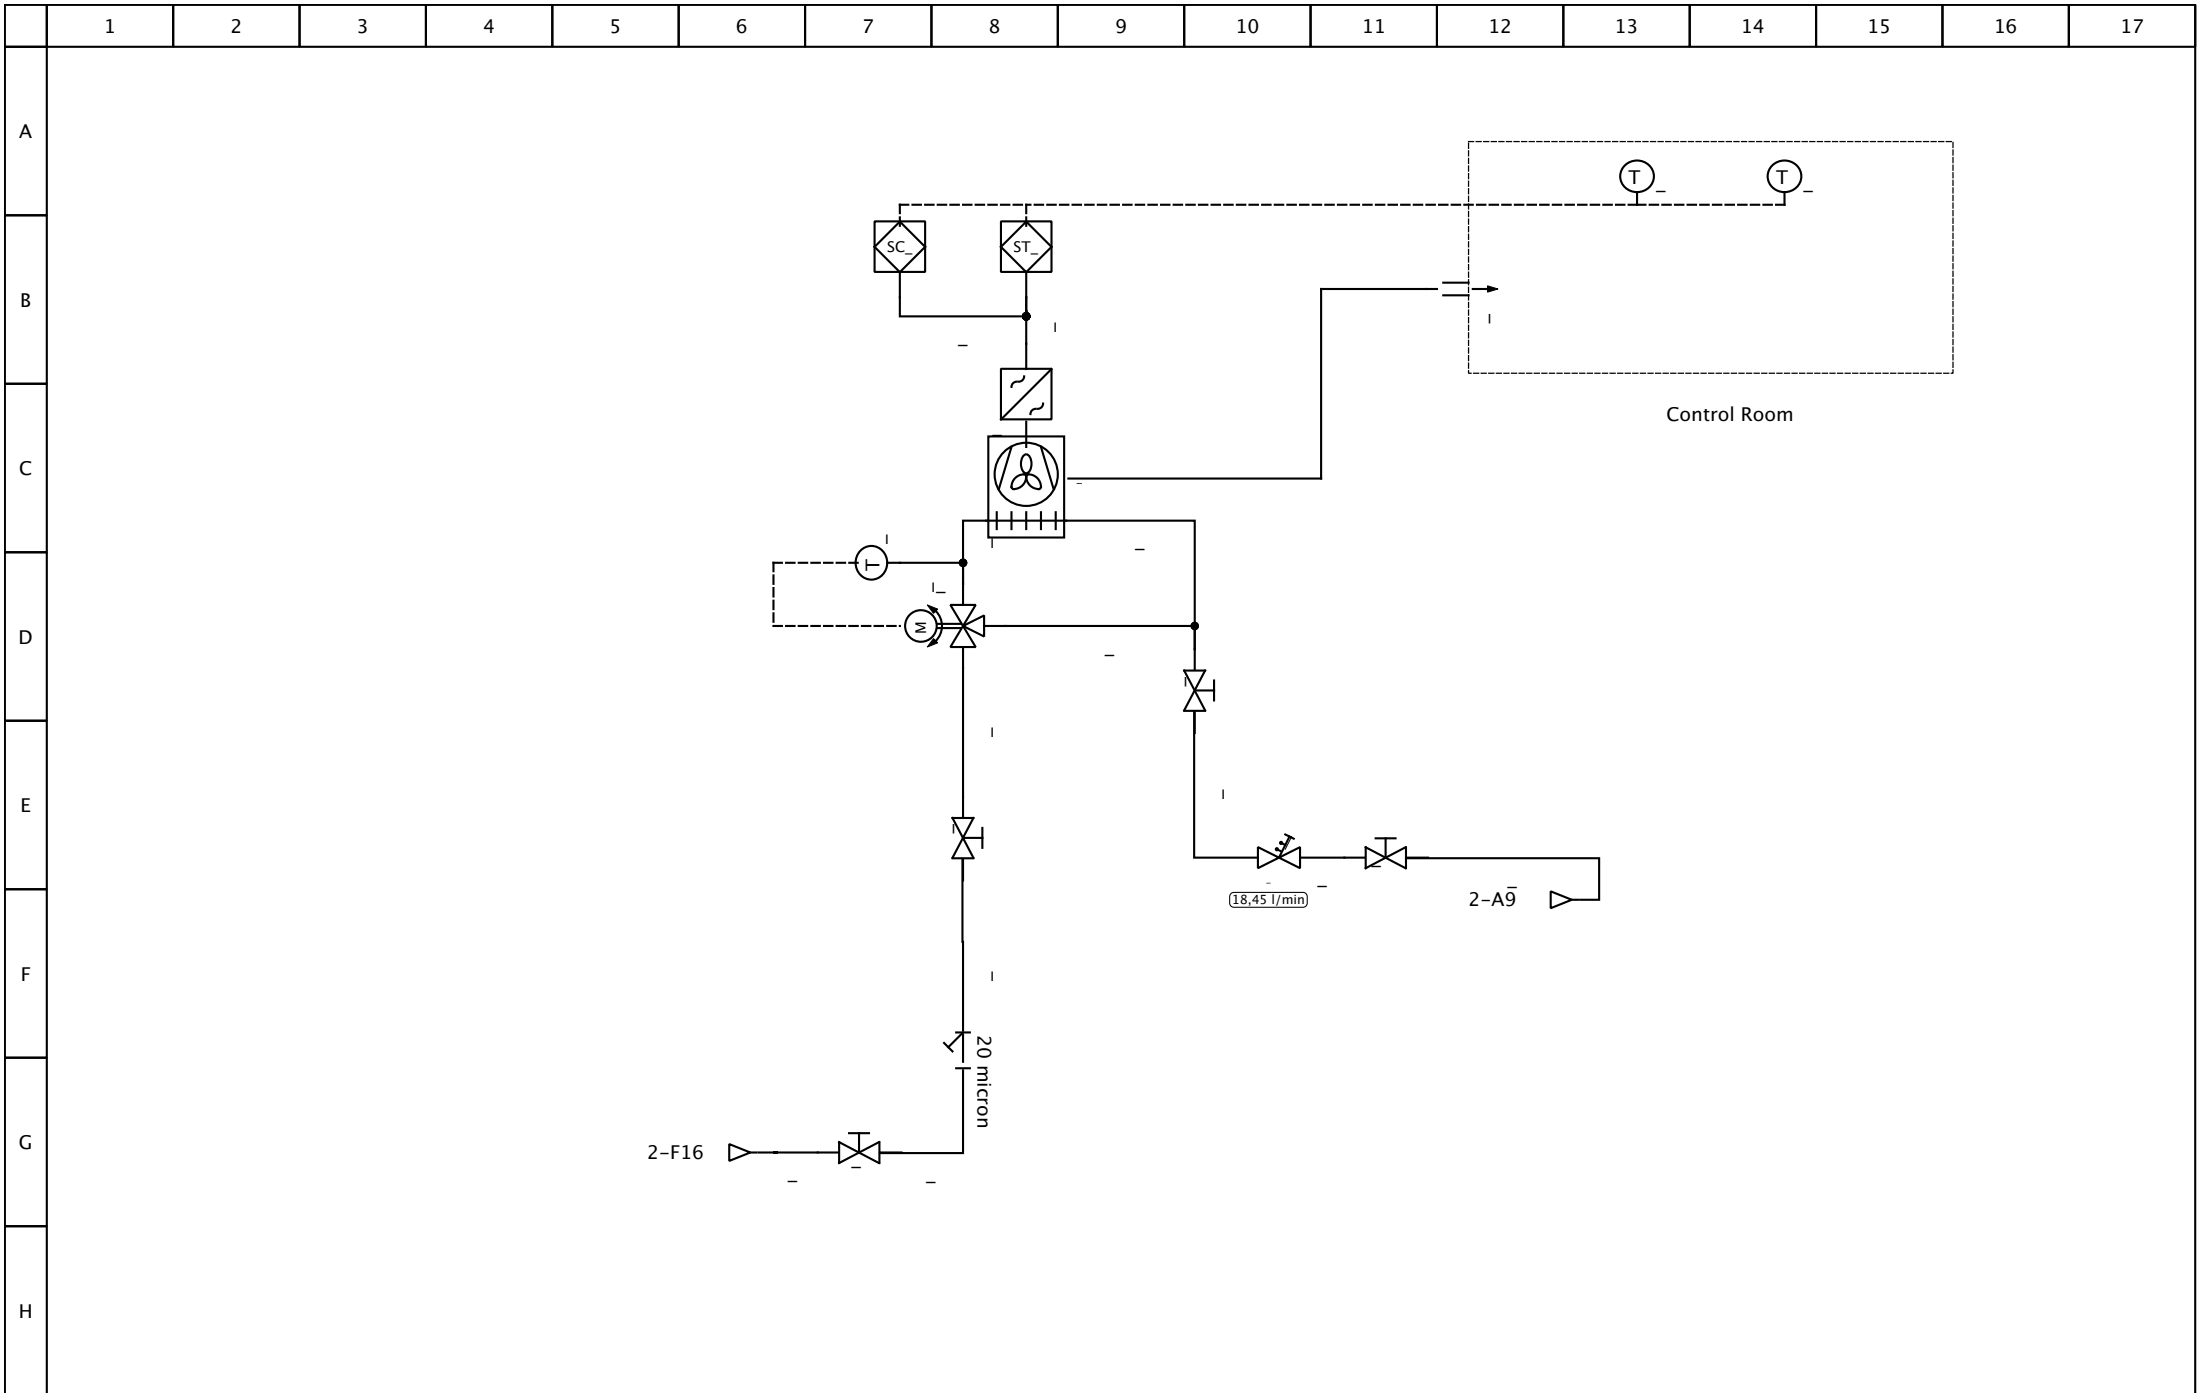 1 2 3 4 5 6 7 8 9 10 11 12 13 14 15 16 17
A
T_ T_
SC_ ST_
B
Control Room
C
T
M
D
E
18,45 l/min
2-A9
F
20 micron
G
2-F16
H